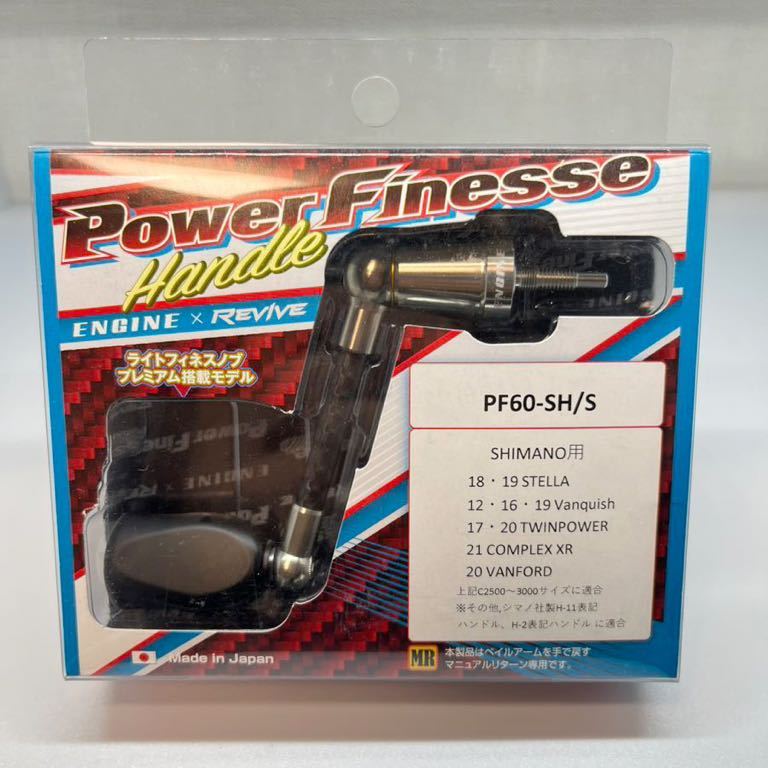 Power Finesse
Handle
ENGINE × REVIVE
ライトフィネスノブ
プレミアム搭載モデル
ENGINE
PF60-SH/S
SHIMANO用
18・19 STELLA
12・16・19 Vanquish
17・20 TWINPOWER
21 COMPLEX XR
20 VANFORD
上記C2500～3000サイズに適合
※その他,シマノ社製H-11表記
ハンドル、H-2表記ハンドル に適合
Made in Japan
MR
本製品はベイルアームを手で戻す
マニュアルリターン専用です。